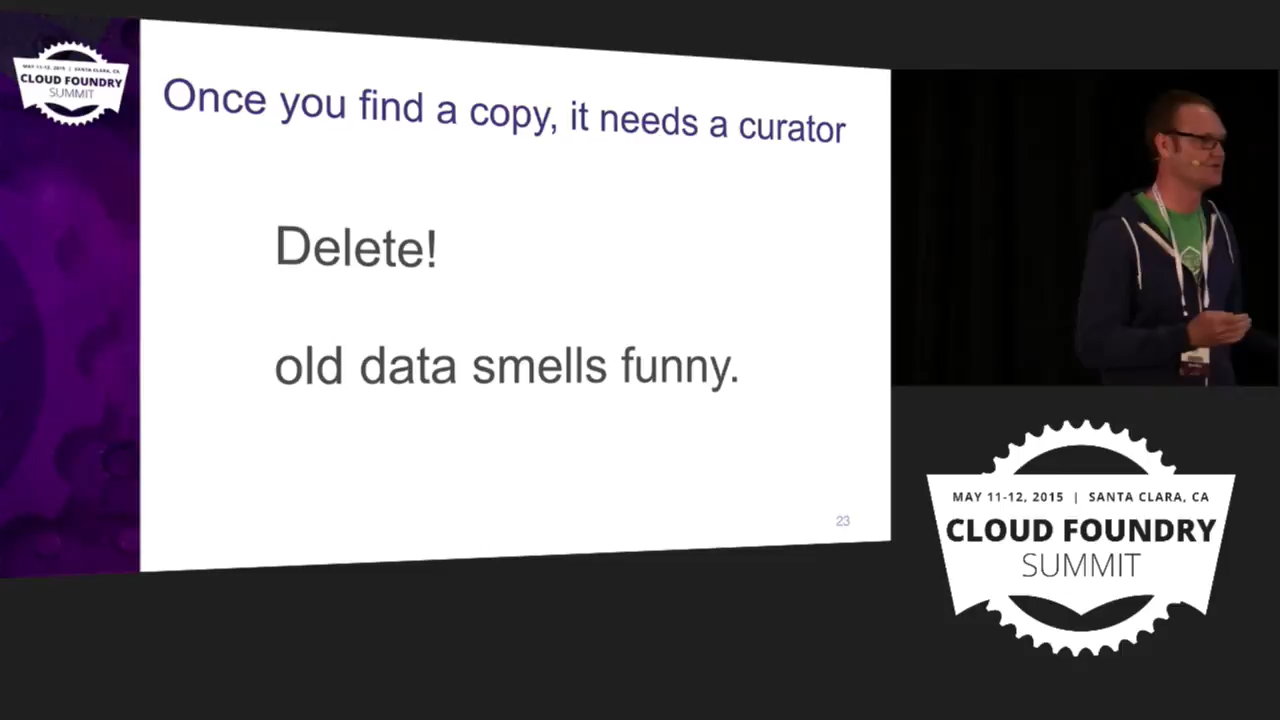 MAY 11-12, 2015 | SANTA CLARA, CA
CLOUD FOUNDRY
SUMMIT
Once you find a copy, it needs a curator
Delete!
old data smells funny.
23
MAY 11-12, 2015 | SANTA CLARA, CA
CLOUD FOUNDRY
SUMMIT